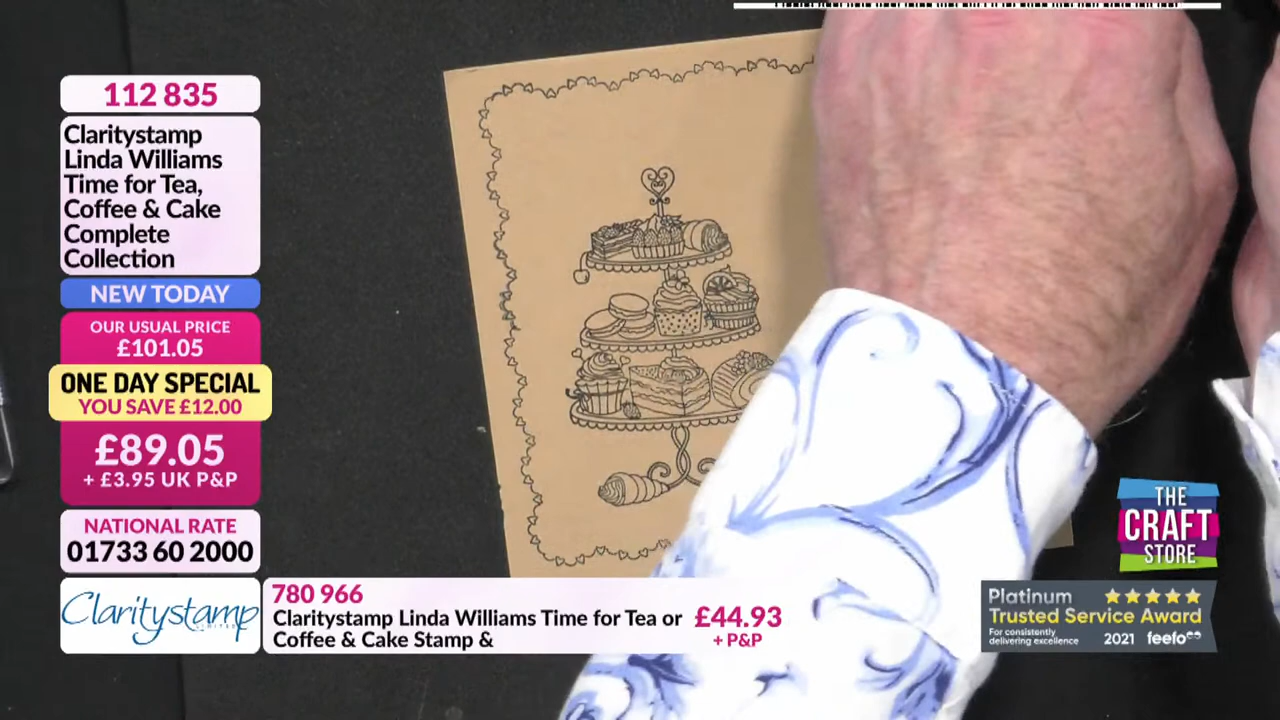 112 835
Claritystamp
Linda Williams
Time for Tea,
Coffee & Cake
Complete
Collection
NEW TODAY
OUR USUAL PRICE
£101.05
ONE DAY SPECIAL
YOU SAVE £12.00
£89.05
+ £3.95 UK P&P
NATIONAL RATE
01733 60 2000
Claritystamp
LIMITED
780 966
Claritystamp Linda Williams Time for Tea or
Coffee & Cake Stamp &
£44.93
+ P&P
THE
CRAFT
STORE
Platinum
Trusted Service Award
For consistently
delivering excellence
2021 feefo